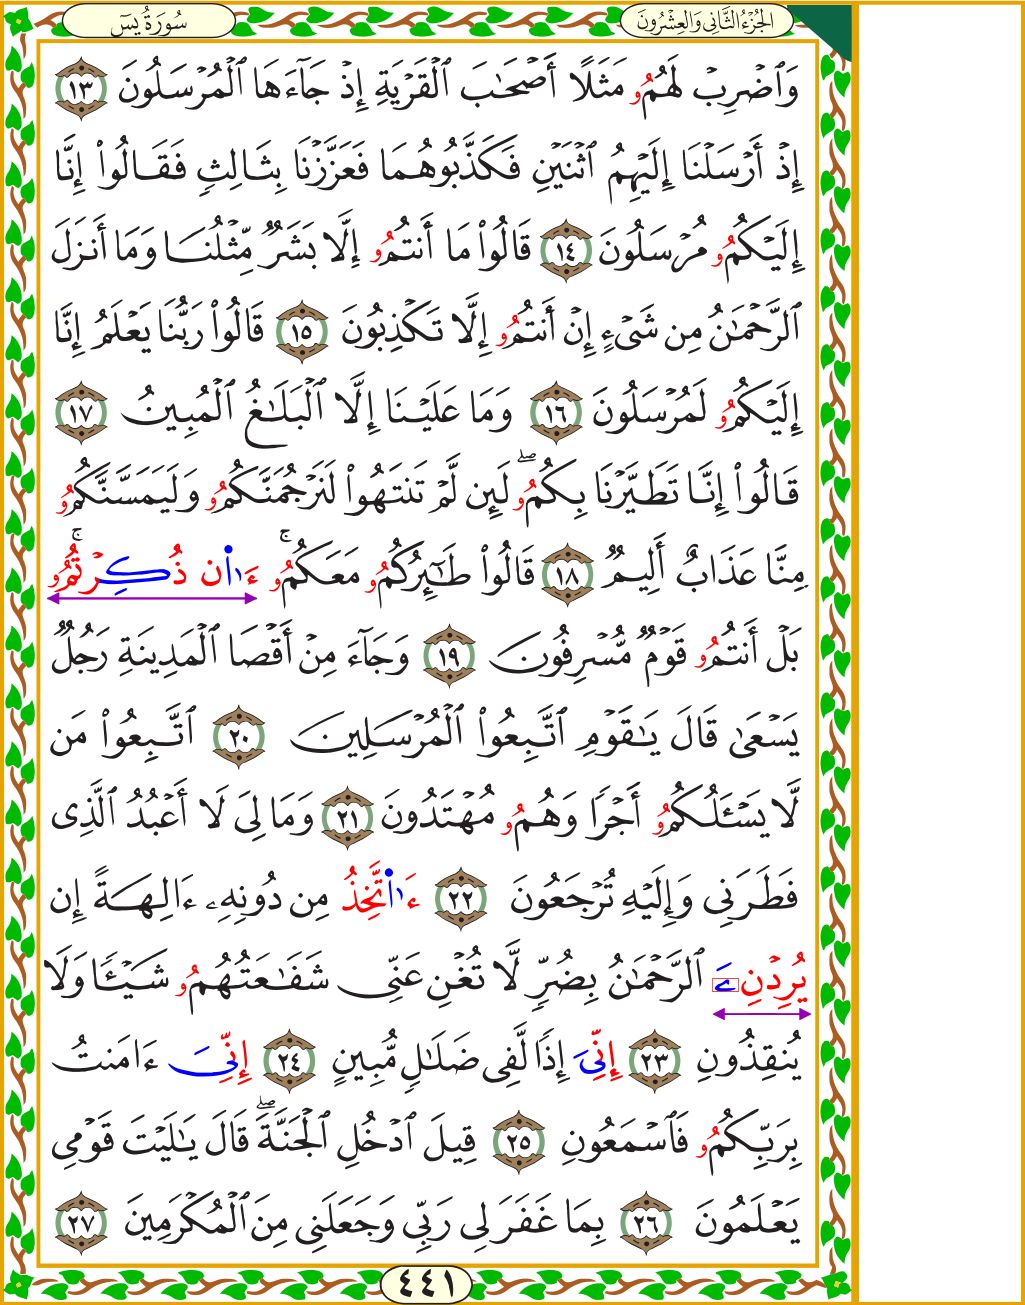 الجُزْءُ الثَّانِي وَالعِشْرُونَ
سُورَةُ يسٓ
وَٱضْرِبْ لَهُمُۥ مَثَلًا أَصْحَٰبَ ٱلْقَرْيَةِ إِذْ جَآءَهَا ٱلْمُرْسَلُونَ ١٣
إِذْ أَرْسَلْنَا إِلَيْهِمُ ٱثْنَيْنِ فَكَذَّبُوهُمَا فَعَزَّزْنَا بِثَالِثٍ فَقَالُوا۟ إِنَّا
إِلَيْكُمُۥ مُرْسَلُونَ ١٤ قَالُوا۟ مَا أَنتُمُۥ إِلَّا بَشَرٌ مِّثْلُنَا وَمَا أَنزَلَ
ٱلرَّحْمَٰنُ مِن شَىْءٍ إِنْ أَنتُمُۥ إِلَّا تَكْذِبُونَ ١٥ قَالُوا۟ رَبُّنَا يَعْلَمُ إِنَّا
إِلَيْكُمُۥ لَمُرْسَلُونَ ١٦ وَمَا عَلَيْنَا إِلَّا ٱلْبَلَٰغُ ٱلْمُبِينُ ١٧
قَالُوا۟ إِنَّا تَطَيَّرْنَا بِكُمُۥۖ لَئِن لَّمْ تَنتَهُوا۟ لَنَرْجُمَنَّكُمُۥ وَلَيَمَسَّنَّكُمُۥ
مِنَّا عَذَابٌ أَلِيمٌ ١٨ قَالُوا۟ طَٰٓئِرُكُمُۥ مَعَكُمُۥۚ ءَا۬ن ذُكِرْتُمُۥۚ
بَلْ أَنتُمُۥ قَوْمٌ مُّسْرِفُونَ ١٩ وَجَآءَ مِنْ أَقْصَا ٱلْمَدِينَةِ رَجُلٌ
يَسْعَىٰ قَالَ يَٰقَوْمِ ٱتَّبِعُوا۟ ٱلْمُرْسَلِينَ ٢٠ ٱتَّبِعُوا۟ مَن
لَّا يَسْـَٔلُكُمُۥ أَجْرًا وَهُمُۥ مُهْتَدُونَ ٢١ وَمَا لِىَ لَا أَعْبُدُ ٱلَّذِى
فَطَرَنِى وَإِلَيْهِ تُرْجَعُونَ ٢٢ ءَا۬تَّخِذُ مِن دُونِهِۦ ءَالِهَةً إِن
يُرِدْنِۦَ ٱلرَّحْمَٰنُ بِضُرٍّ لَّا تُغْنِ عَنِّى شَفَٰعَتُهُمُۥ شَيْـًٔا وَلَا
يُنقِذُونِ ٢٣ إِنِّىَ إِذًا لَّفِى ضَلَٰلٍ مُّبِينٍ ٢٤ إِنِّىَ ءَامَنتُ
بِرَبِّكُمُۥ فَٱسْمَعُونِ ٢٥ قِيلَ ٱدْخُلِ ٱلْجَنَّةَۖ قَالَ يَٰلَيْتَ قَوْمِى
يَعْلَمُونَ ٢٦ بِمَا غَفَرَ لِى رَبِّى وَجَعَلَنِى مِنَ ٱلْمُكْرَمِينَ ٢٧
٤٤١